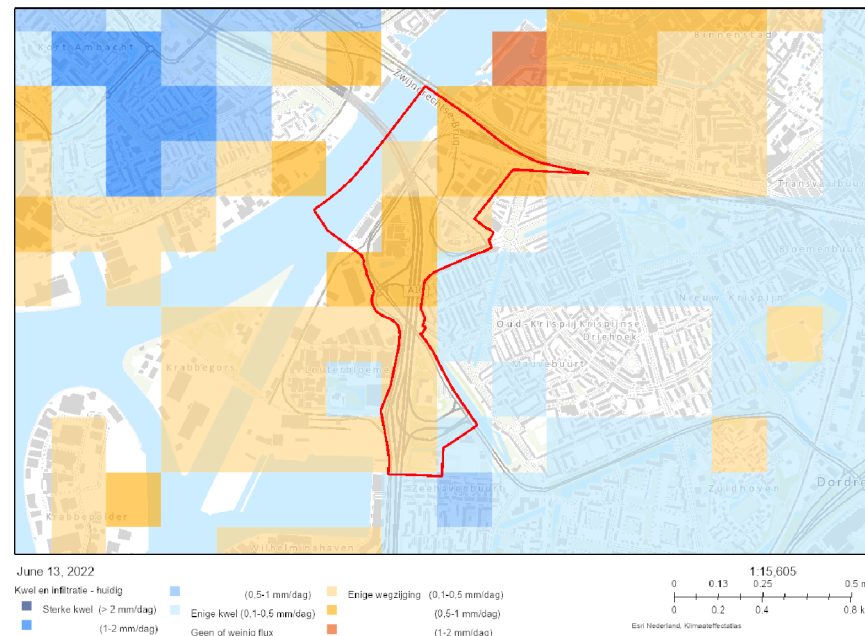 Kort Ambacht
Binnenstad
Zwijndrechtse Brug
Transvaalbuurt
Bloemenbuurt
Nieuw Krispijn
Oud-Krispijn
Krispijnse
Driehoek
Krabbegors
Mauvebuurt
Zuidhoven
Dordre
Zeehavenbuurt
Krabbepolder
Wilhelminahaven
June 13, 2022
1:15,605
Kwel en infiltratie - huidig
Sterke kwel (> 2 mm/dag)
(1-2 mm/dag)
(0,5-1 mm/dag)
Enige kwel (0,1-0,5 mm/dag)
Geen of weinig flux
Enige wegzijging (0,1-0,5 mm/dag)
(0,5-1 mm/dag)
(1-2 mm/dag)
0 0.13 0.25 0.5 m
0 0.2 0.4 0.8 k
Esri Nederland, Klimaateffectatlas